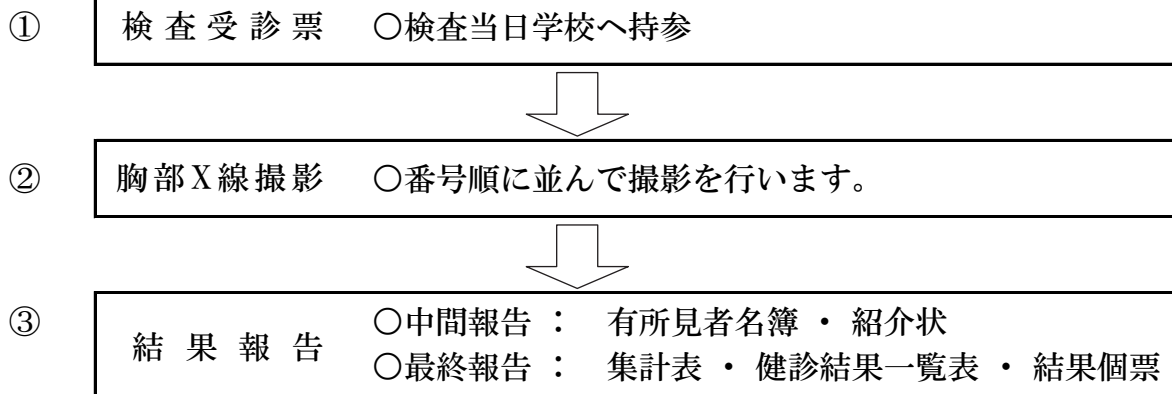 ① 検査受診票 ○検査当日学校へ持参
② 胸部X線撮影 ○番号順に並んで撮影を行います。
③ 結果報告 ○中間報告 ： 有所見者名簿 ・ 紹介状
○最終報告 ： 集計表 ・ 健診結果一覧表 ・ 結果個票